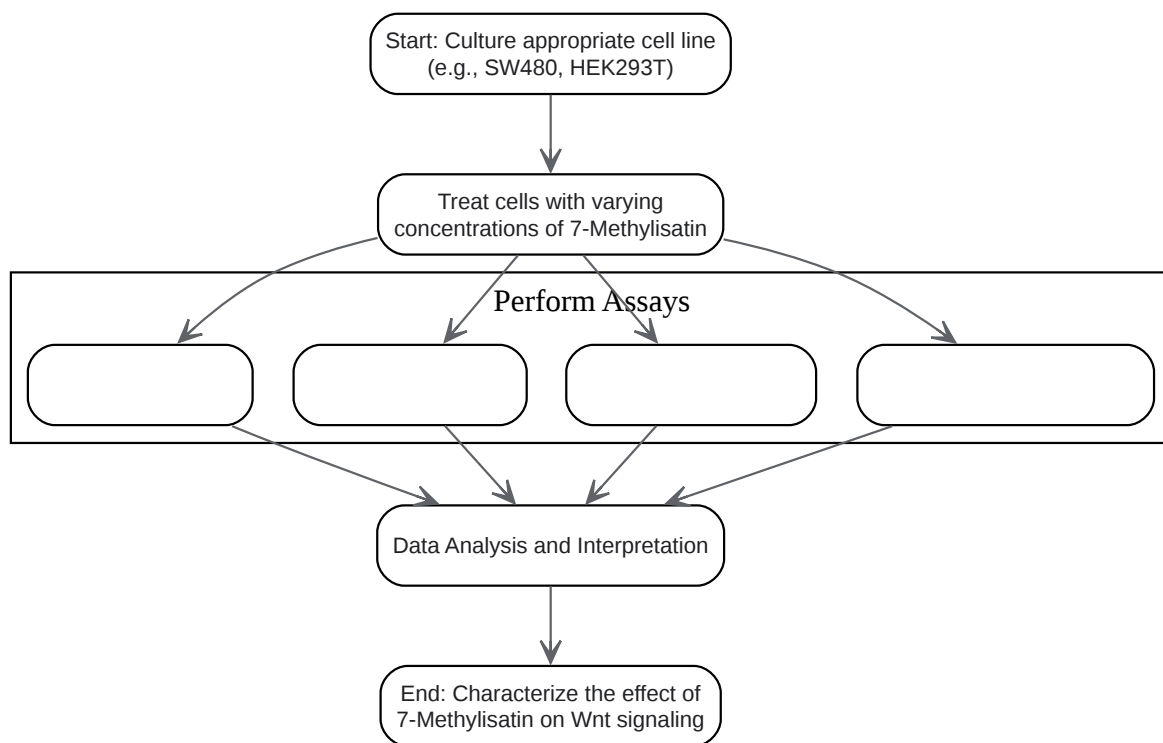 Start: Culture appropriate cell line
(e.g., SW480, HEK293T)
Treat cells with varying
concentrations of 7-Methylisatin
Perform Assays
Data Analysis and Interpretation
End: Characterize the effect of
7-Methylisatin on Wnt signaling